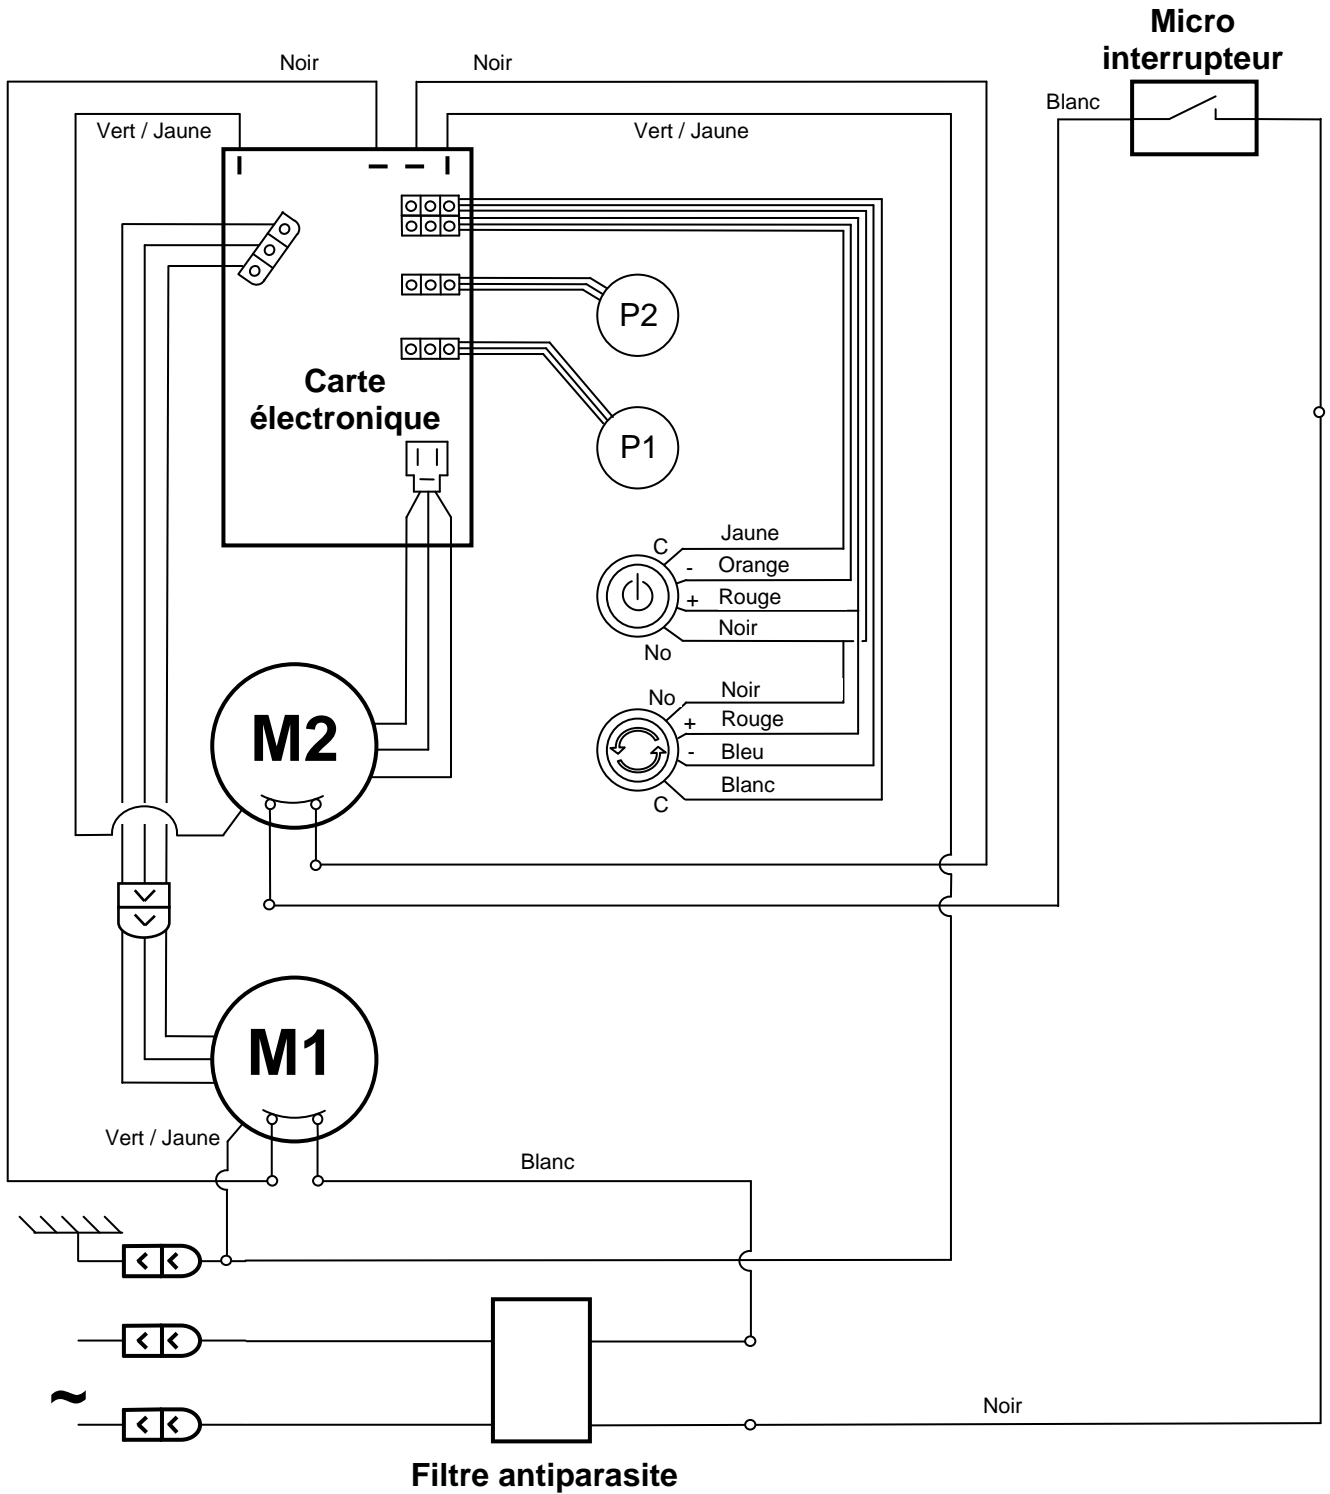 Micro
interrupteur
Noir
Noir
Blanc
Vert / Jaune
Vert / Jaune
P2
Carte
électronique
P1
Jaune
C
- Orange
+ Rouge
Noir
No
No
Noir
+ Rouge
- Bleu
Blanc
C
M2
M1
Vert / Jaune
Blanc
~
Noir
Filtre antiparasite